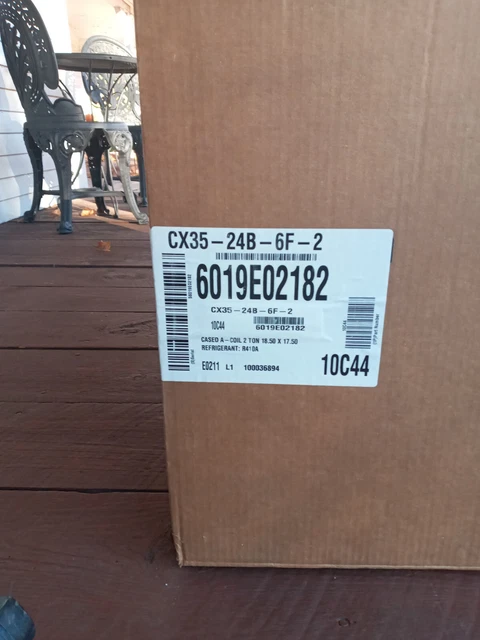 CX35-24B-6F-2
6019E02182
CX35-24B-6F-2
10C44 6019E02182
CASED A-COIL 2 TON 18.50 X 17.50
REFRIGERANT: R410A
E0211 L1 100036894
10C44